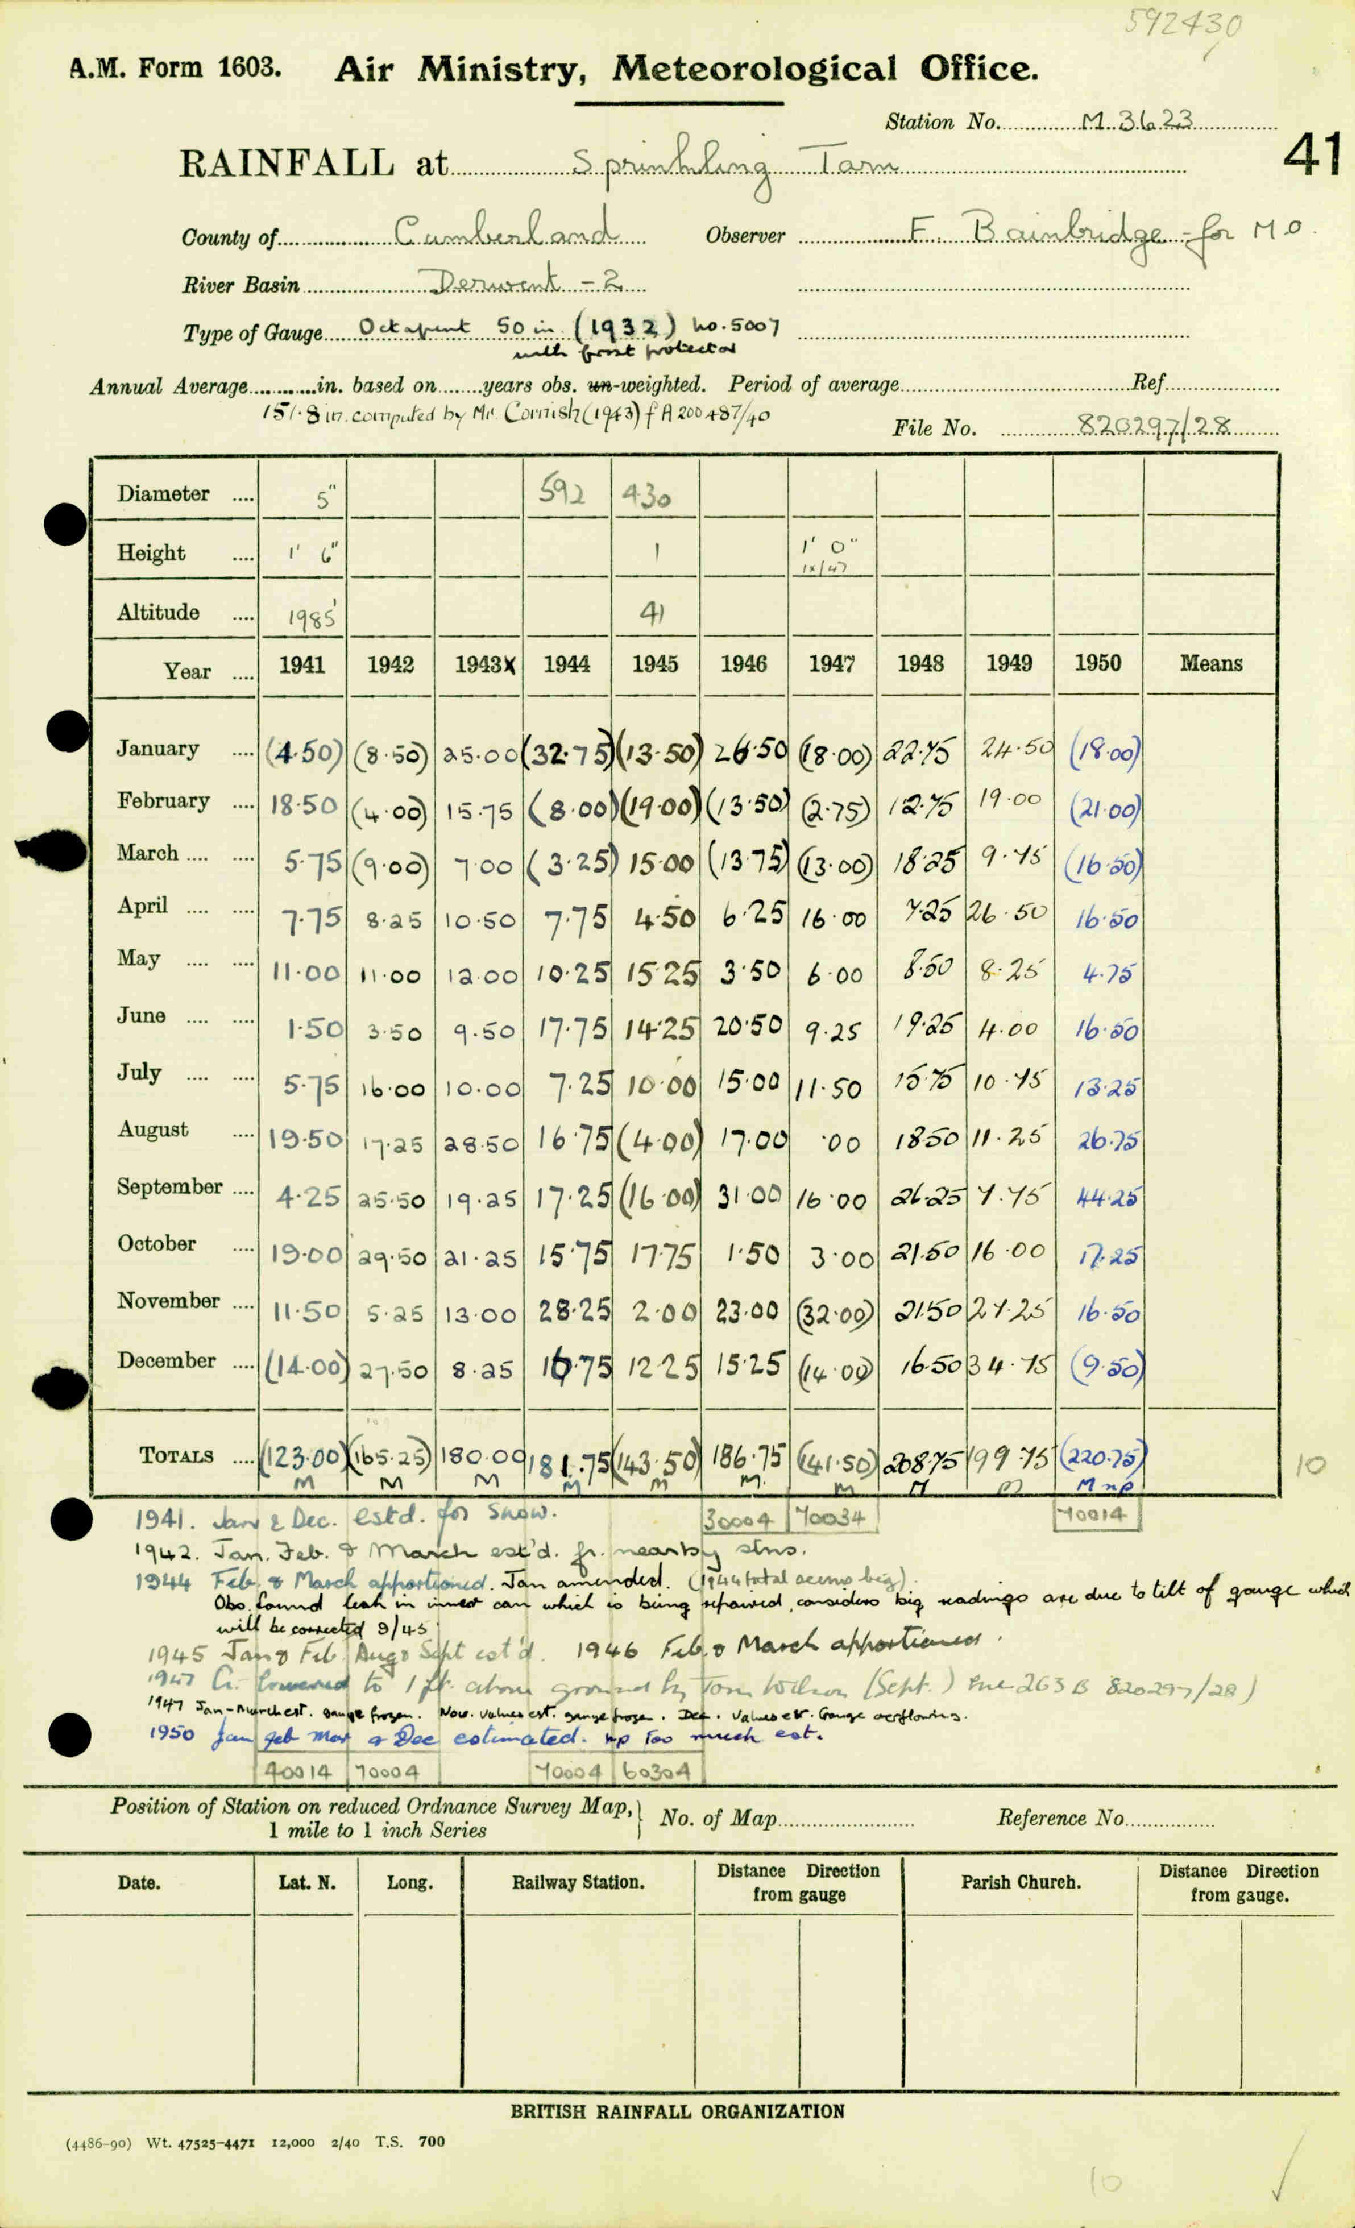 592430
A.M. Form 1603. Air Ministry, Meteorological Office.
Station No. M 3623
41
RAINFALL at Sprinkling Tarn
County of Cumberland Observer F. Bainbridge - for M.O.
River Basin Derwent - 2
Type of Gauge Octapent 50 in (1932) no. 5007
with frost protector
Annual Average in. based on years obs. un-weighted. Period of average Ref
151.8 in. computed by Mr. Cornish (1943) f A 200487/40
File No. 820297/28
Diameter 5" 592 430
Height 1' 6" 1 1' 0"
IX/47
Altitude 1985' 41
Year 1941 1942 1943X 1944 1945 1946 1947 1948 1949 1950 Means
January (4.50) (8.50) 25.00 (32.75) (13.50) 26.50 (18.00) 22.75 24.50 (18.00)
February 18.50 (4.00) 15.75 (8.00) (19.00) (13.50) (2.75) 12.75 19.00 (21.00)
March 5.75 (9.00) 7.00 (3.25) 15.00 (13.75) (13.00) 18.25 9.75 (16.50)
April 7.75 8.25 10.50 7.75 4.50 6.25 16.00 7.25 26.50 16.50
May 11.00 11.00 12.00 10.25 15.25 3.50 6.00 8.50 8.25 4.75
June 1.50 3.50 9.50 17.75 14.25 20.50 9.25 19.25 4.00 16.50
July 5.75 16.00 10.00 7.25 10.00 15.00 11.50 15.75 10.75 13.25
August 19.50 17.25 28.50 16.75 (4.00) 17.00 .00 18.50 11.25 26.75
September 4.25 25.50 19.25 17.25 (16.00) 31.00 16.00 26.25 7.75 44.25
October 19.00 29.50 21.25 15.75 17.75 1.50 3.00 21.50 16.00 17.25
November 11.50 5.25 13.00 28.25 2.00 23.00 (32.00) 21.50 27.25 16.50
December (14.00) 27.50 8.25 16.75 12.25 15.25 (14.00) 16.50 34.75 (9.50)
TOTALS (123.00) (165.25) 180.00 181.75 (143.50) 186.75 (141.50) 208.75 199.75 (220.75)
M M M M M M M M M M np
10
1941. Jan & Dec. est'd. for Snow. 30004 70034 70014
1942. Jan. Feb. & March est'd. fr. nearby stns.
1944 Feb. & March apportioned. Jan amended. (1944 total seems big)
Obs. found leak in inner can which is being repaired, considers big readings are due to tilt of gauge which
will be corrected 9/45
1945 Jan & Feb Aug & Sept est'd. 1946 Feb. & March apportioned.
1947 G. lowered to 1 ft. above ground by Tom Wilson (Sept.) 263 B 820297/28)
1947 Jan-March est. gauge frozen. Nov. values est. gauge frozen. Dec. values est. Gauge overflowing.
1950 Jan Feb Mar & Dec estimated. np Too much est.
40014 70004 70004 60304
Position of Station on reduced Ordnance Survey Map, } No. of Map Reference No.
1 mile to 1 inch Series
Date. Lat. N. Long. Railway Station. Distance Direction from gauge Parish Church. Distance Direction from gauge.
BRITISH RAINFALL ORGANIZATION
(4486-90) Wt. 47525-4471 12,000 2/40 T.S. 700
10